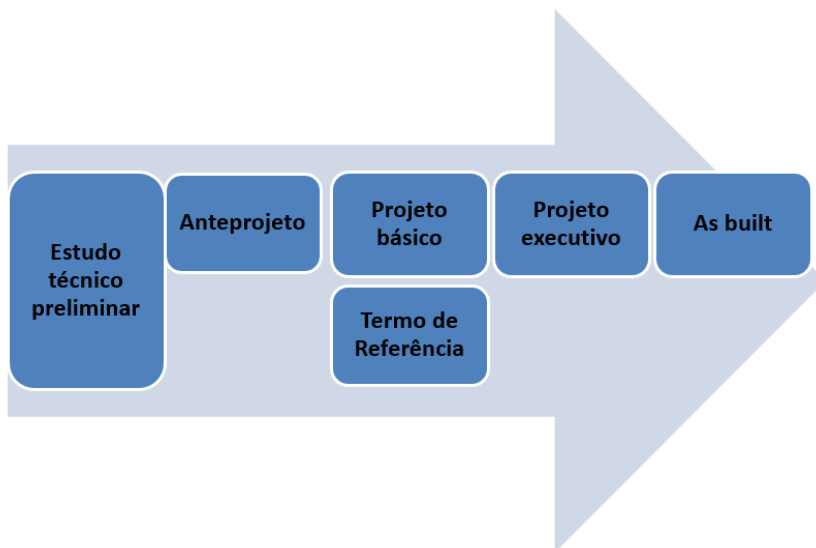 Estudo
técnico
preliminar
Anteprojeto
Projeto
básico
Termo de
Referência
Projeto
executivo
As built